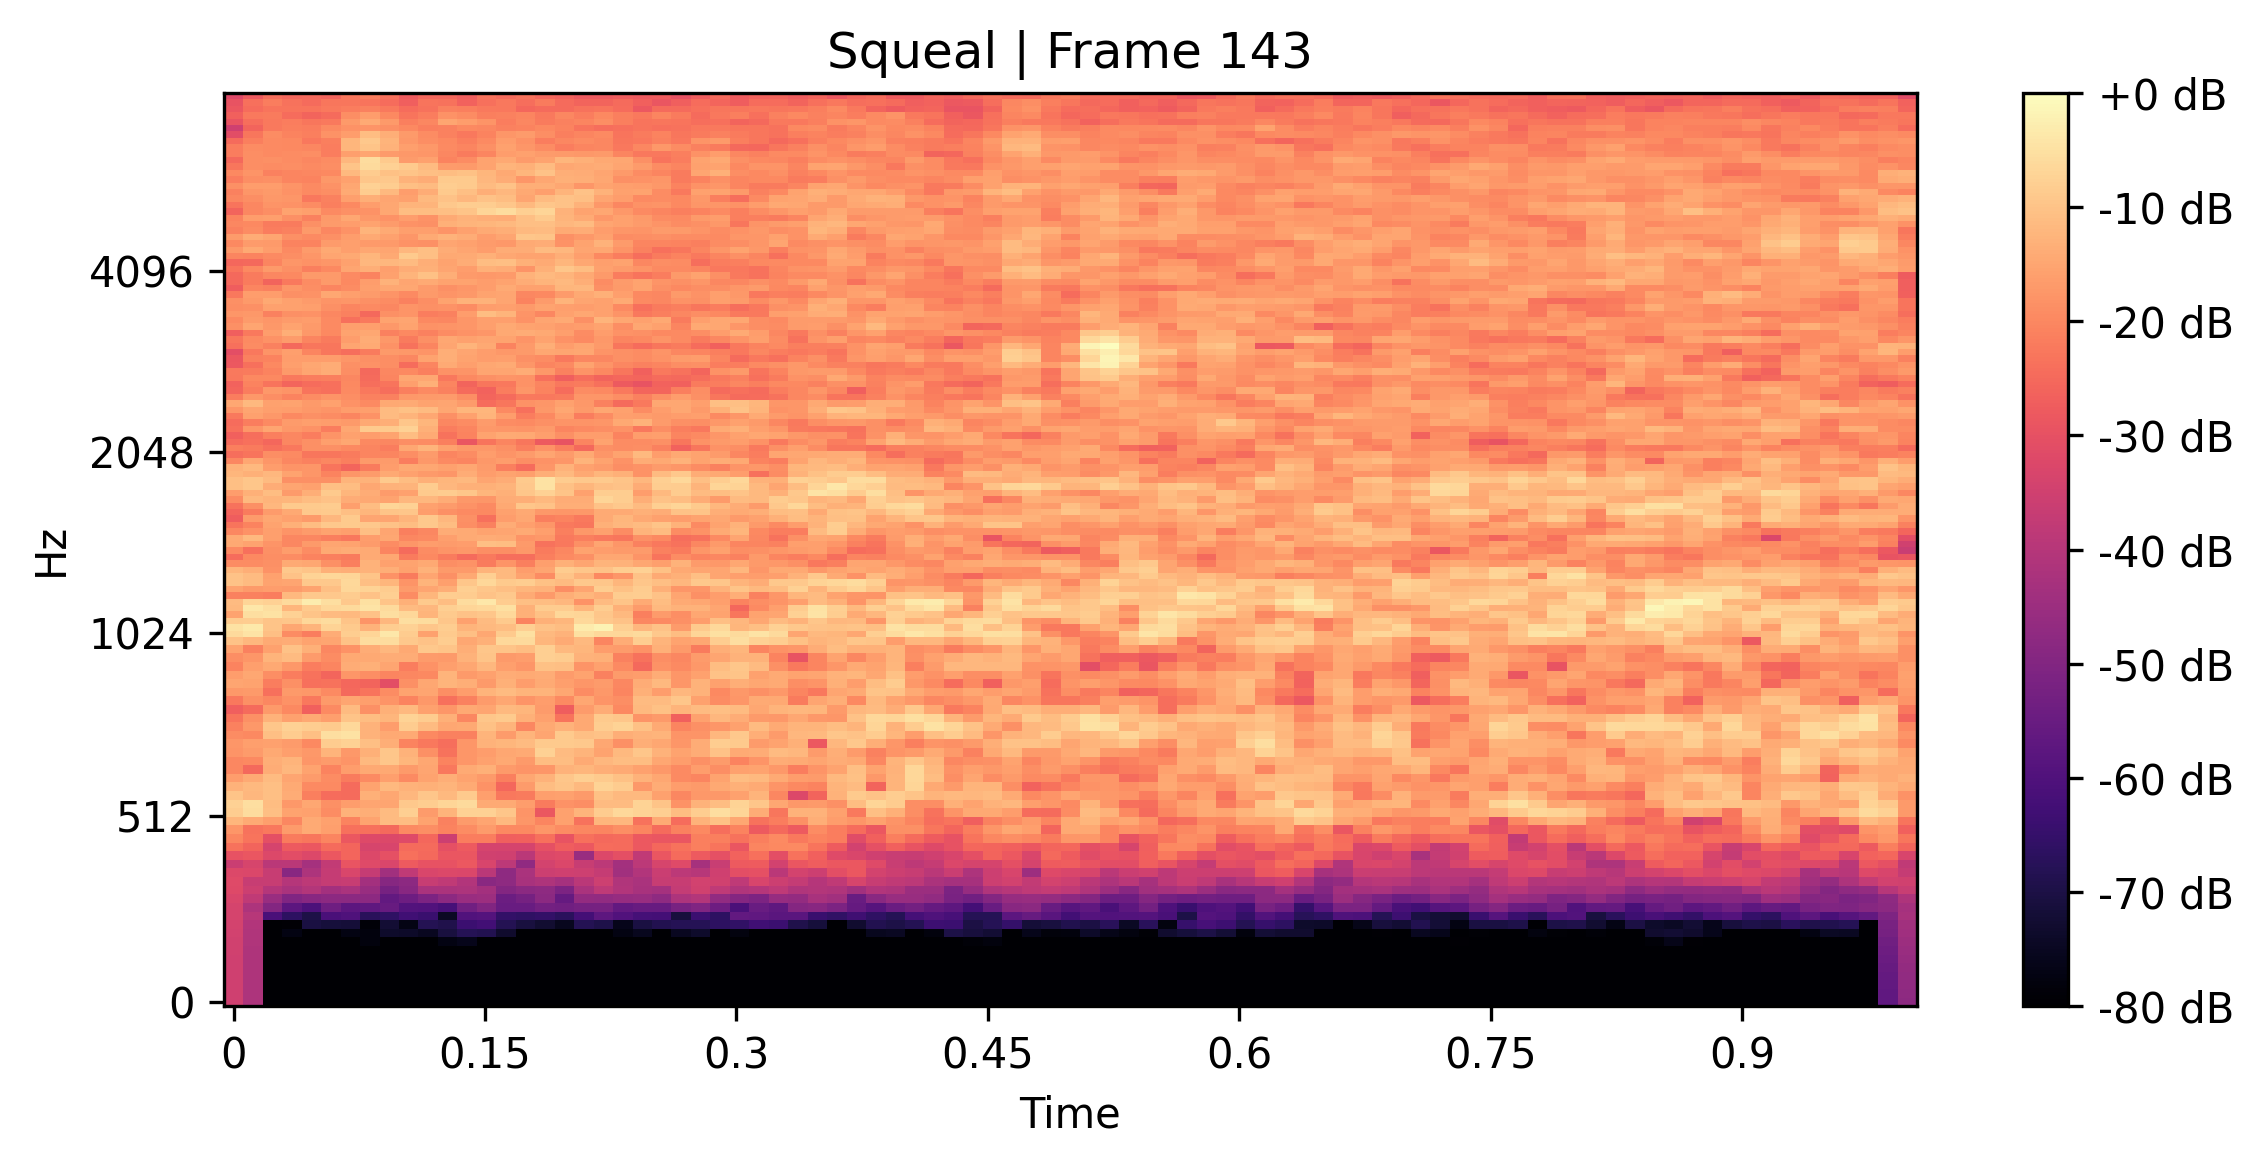 Squeal | Frame 143
+0 dB
-10 dB
-20 dB
-30 dB
-40 dB
-50 dB
-60 dB
-70 dB
-80 dB
Hz
4096
2048
1024
512
0
0 0.15 0.3 0.45 0.6 0.75 0.9
Time